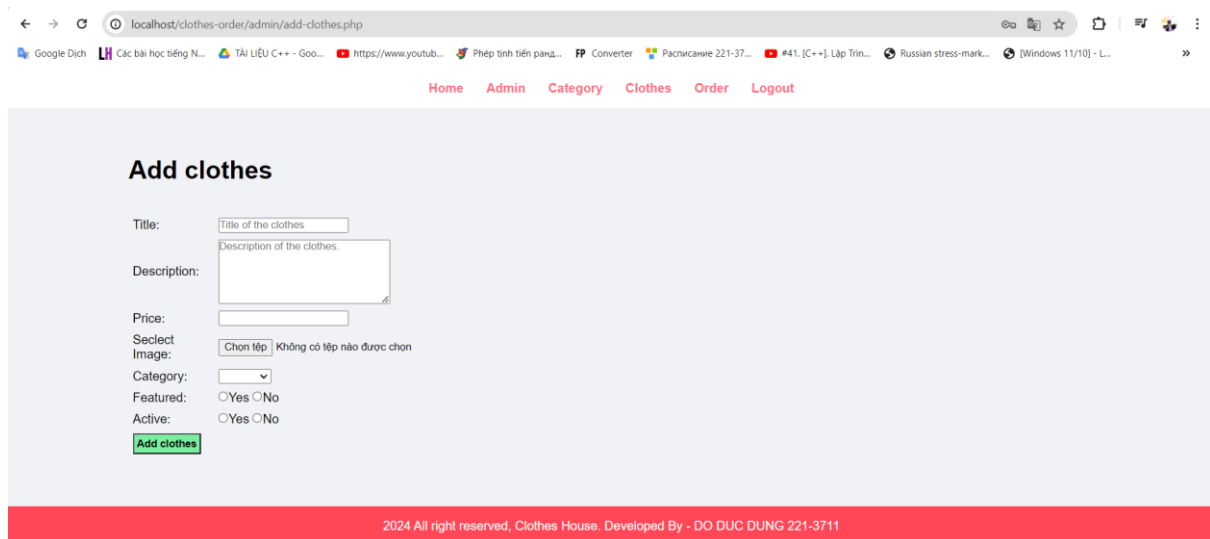 localhost/clothes-order/admin/add-clothes.php
Google Dịch Các bài học tiếng N... TÀI LIỆU C++ - Goo... https://www.youtub... Phép tịnh tiến ранд... FP Converter Расписание 221-37... #41. [C++]. Lập Trìn... Russian stress-mark... [Windows 11/10] - L... »
Home Admin Category Clothes Order Logout
Add clothes
Title: Title of the clothes
Description: Description of the clothes.
Price:
Seclect
Image: Chọn tệp Không có tệp nào được chọn
Category:
Featured: Yes No
Active: Yes No
Add clothes
2024 All right reserved, Clothes House. Developed By - DO DUC DUNG 221-3711